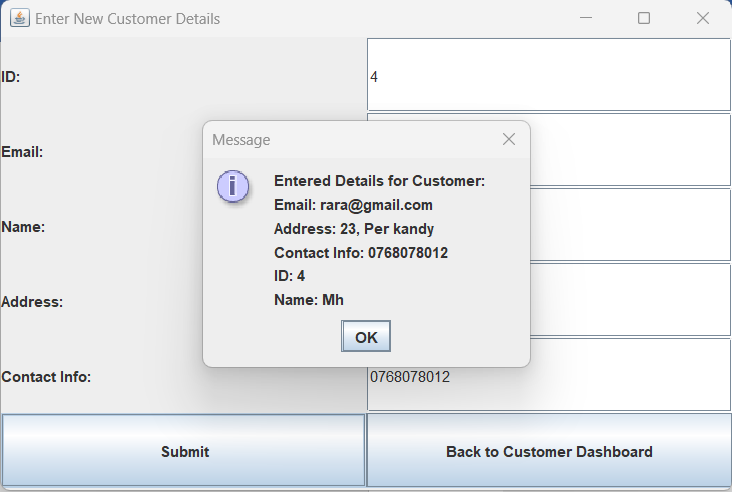 Enter New Customer Details
ID:
4
Email:
Name:
Address:
Contact Info:
0768078012
Message
Entered Details for Customer:
Email: rara@gmail.com
Address: 23, Per kandy
Contact Info: 0768078012
ID: 4
Name: Mh
OK
Submit
Back to Customer Dashboard